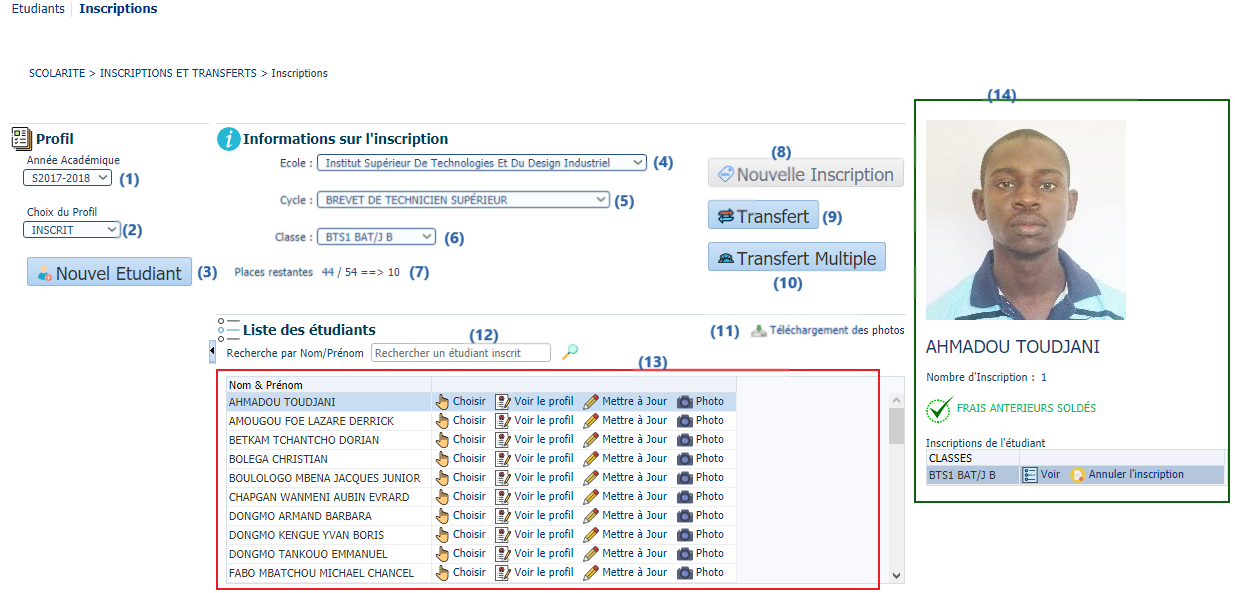 Etudiants Inscriptions
SCOLARITE > INSCRIPTIONS ET TRANSFERTS > Inscriptions
Profil
Année Académique
S2017-2018 (1)
Choix du Profil
INSCRIT (2)
Nouvel Etudiant (3)
Informations sur l'inscription
Ecole : Institut Supérieur De Technologies Et Du Design Industriel (4)
Cycle : BREVET DE TECHNICIEN SUPÉRIEUR (5)
Classe : BTS1 BAT/J B (6)
Places restantes 44 / 54 ==> 10 (7)
(8)
Nouvelle Inscription
Transfert (9)
Transfert Multiple
(10)
Liste des étudiants
(11) Téléchargement des photos
(12)
Recherche par Nom/Prénom Rechercher un étudiant inscrit
(13)
Nom & Prénom
AHMADOU TOUDJANI Choisir Voir le profil Mettre à Jour Photo
AMOUGOU FOE LAZARE DERRICK Choisir Voir le profil Mettre à Jour Photo
BETKAM TCHANTCHO DORIAN Choisir Voir le profil Mettre à Jour Photo
BOLEGA CHRISTIAN Choisir Voir le profil Mettre à Jour Photo
BOULOLOGO MBENA JACQUES JUNIOR Choisir Voir le profil Mettre à Jour Photo
CHAPGAN WANMENI AUBIN EVRARD Choisir Voir le profil Mettre à Jour Photo
DONGMO ARMAND BARBARA Choisir Voir le profil Mettre à Jour Photo
DONGMO KENGUE YVAN BORIS Choisir Voir le profil Mettre à Jour Photo
DONGMO TANKOUO EMMANUEL Choisir Voir le profil Mettre à Jour Photo
FABO MBATCHOU MICHAEL CHANCEL Choisir Voir le profil Mettre à Jour Photo
(14)
AHMADOU TOUDJANI
Nombre d'Inscription : 1
FRAIS ANTERIEURS SOLDÉS
Inscriptions de l'étudiant
CLASSES
BTS1 BAT/J B Voir Annuler l'inscription